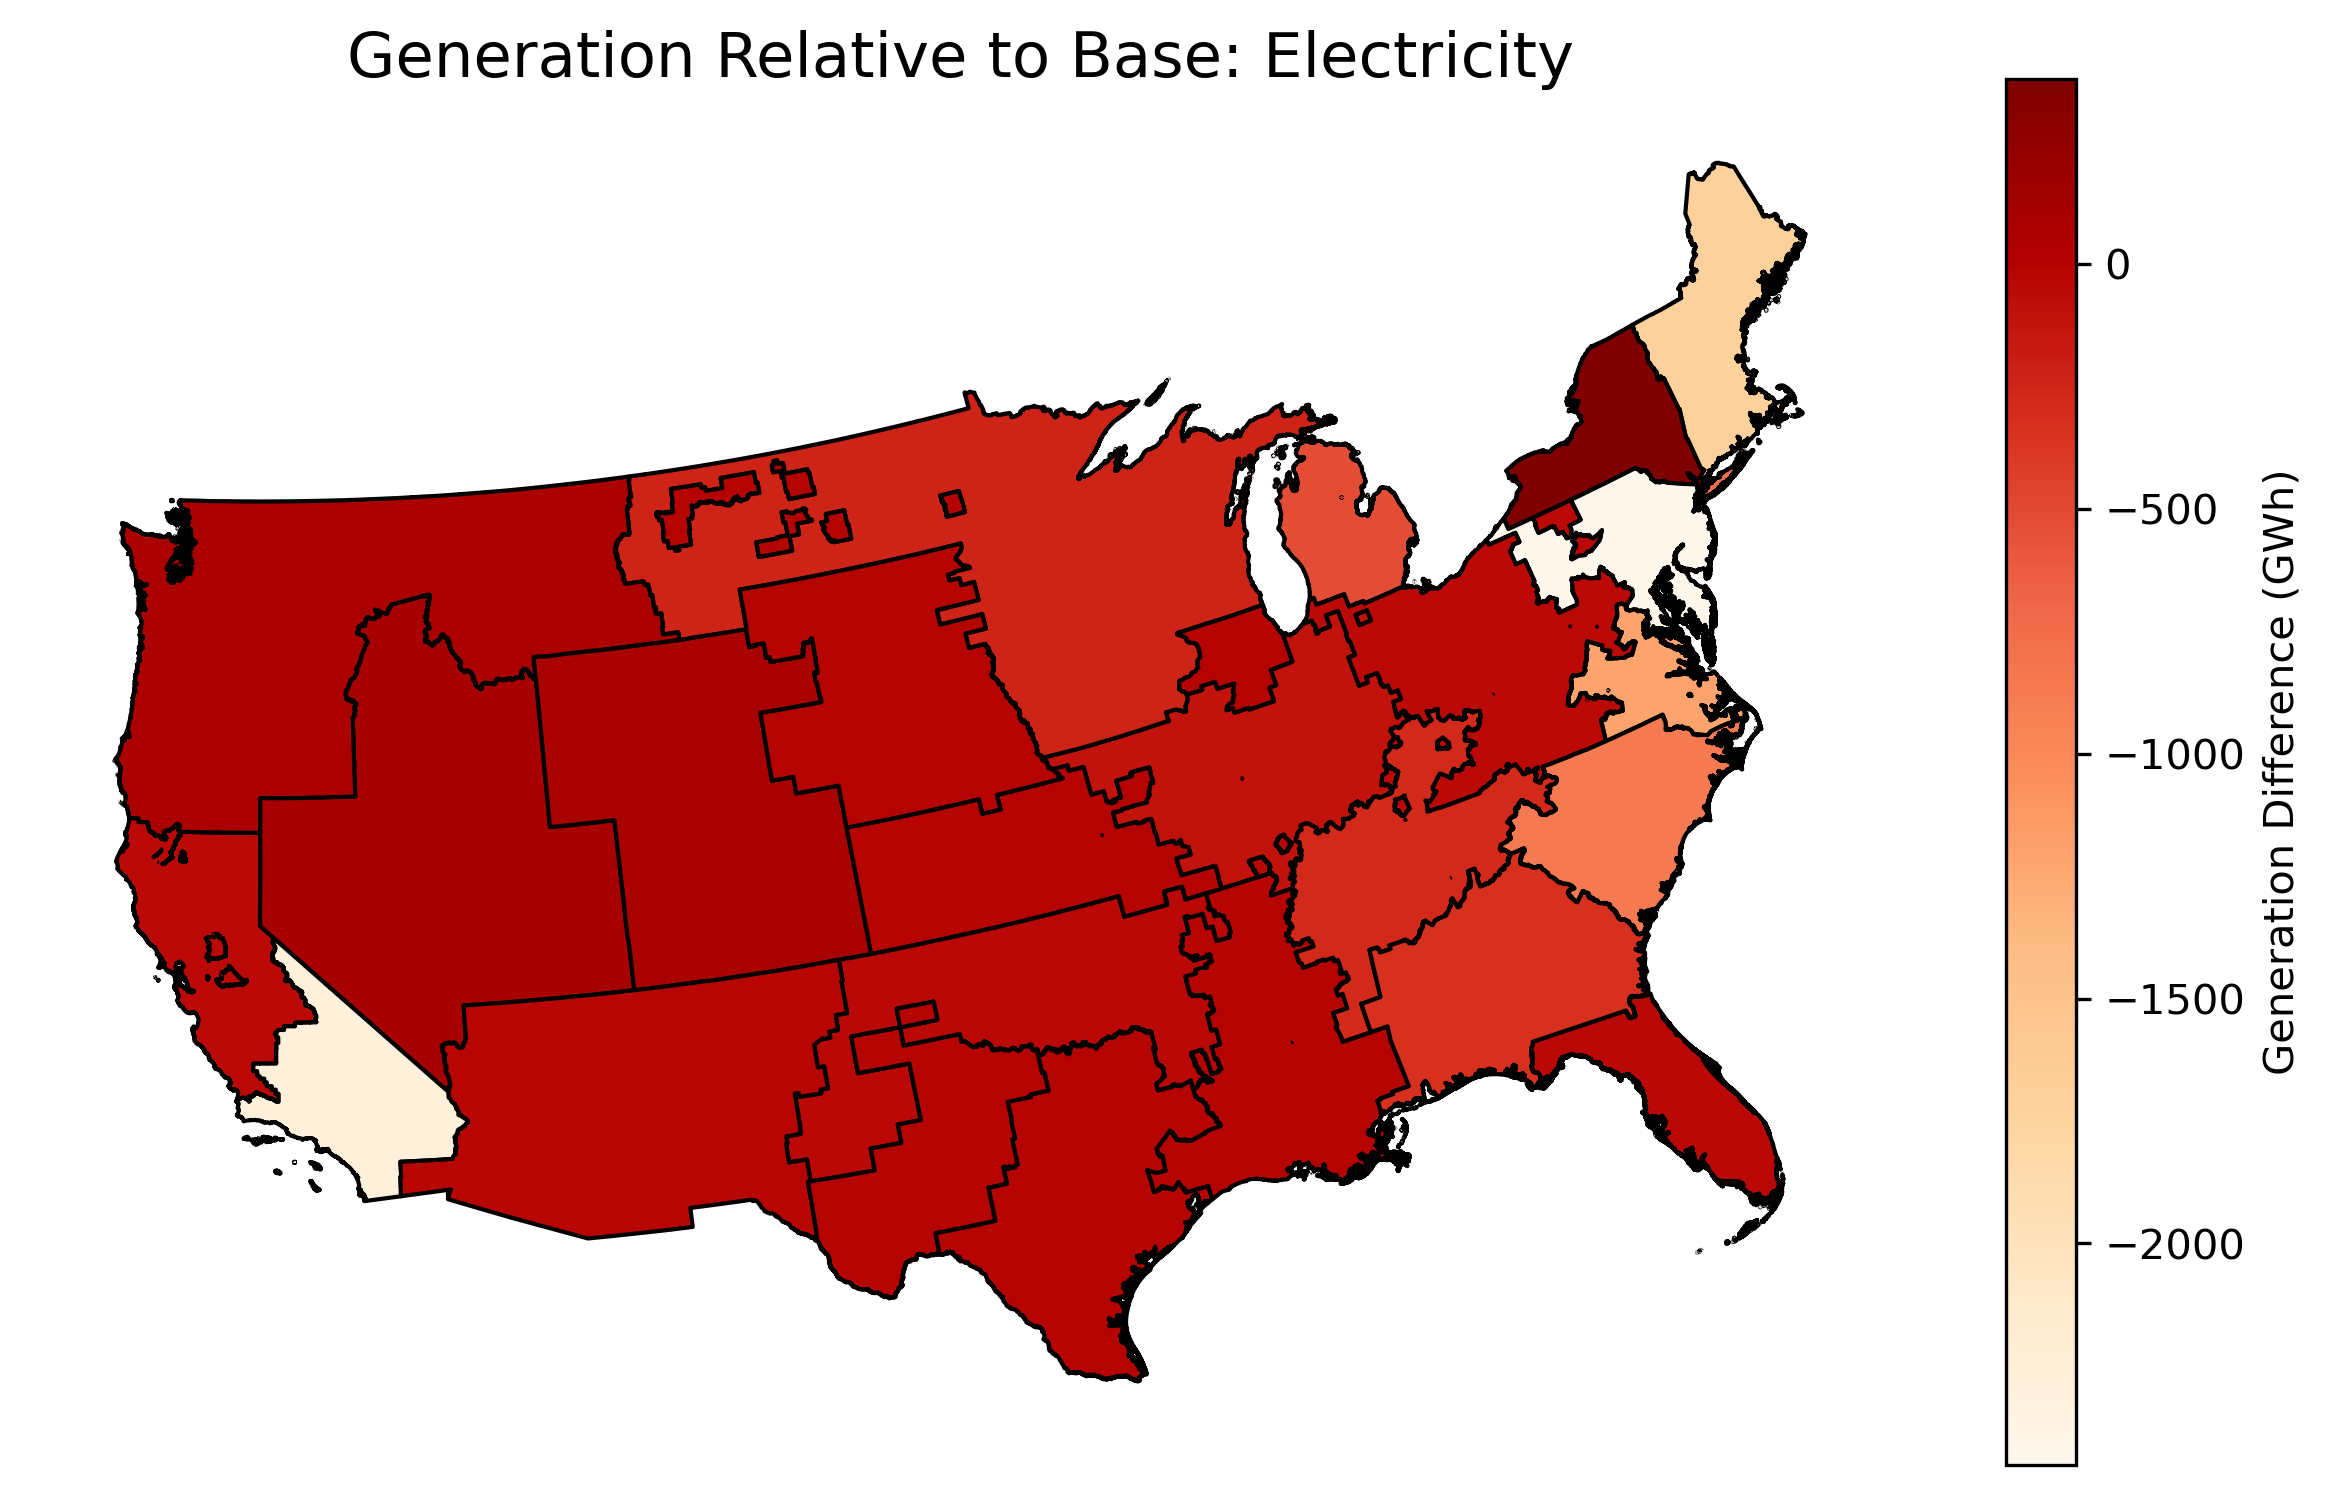 Generation Relative to Base: Electricity
0
−500
−1000
−1500
−2000
Generation Difference (GWh)